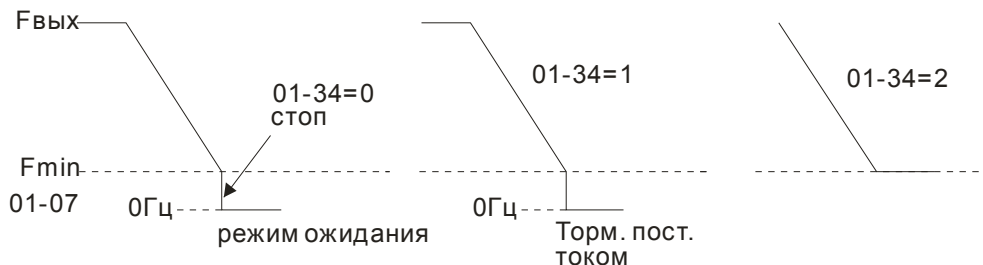 Fвых
01-34=0
стоп
01-34=1
01-34=2
Fmin
01-07
0Гц
режим ожидания
0Гц
Торм. пост.
током